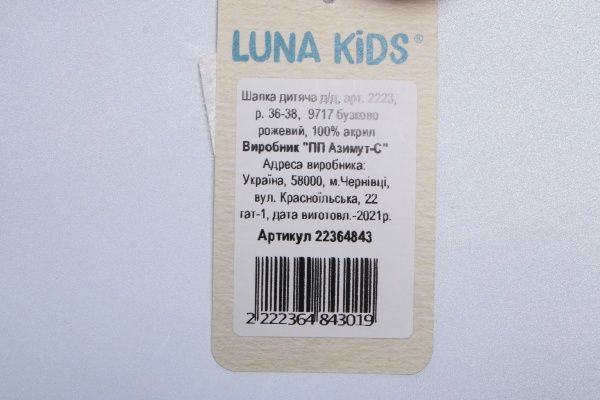 LUNA KiDS®
Шапка дитяча д/д, арт. 2223,
р. 36-38, 9717 бузково
рожевий, 100% акрил
Виробник "ПП Азимут-С"
Адреса виробника:
Україна, 58000, м.Чернівці,
вул. Красноїльська, 22
гат-1, дата виготовл.-2021р.
Артикул 22364843
2 222364 843019